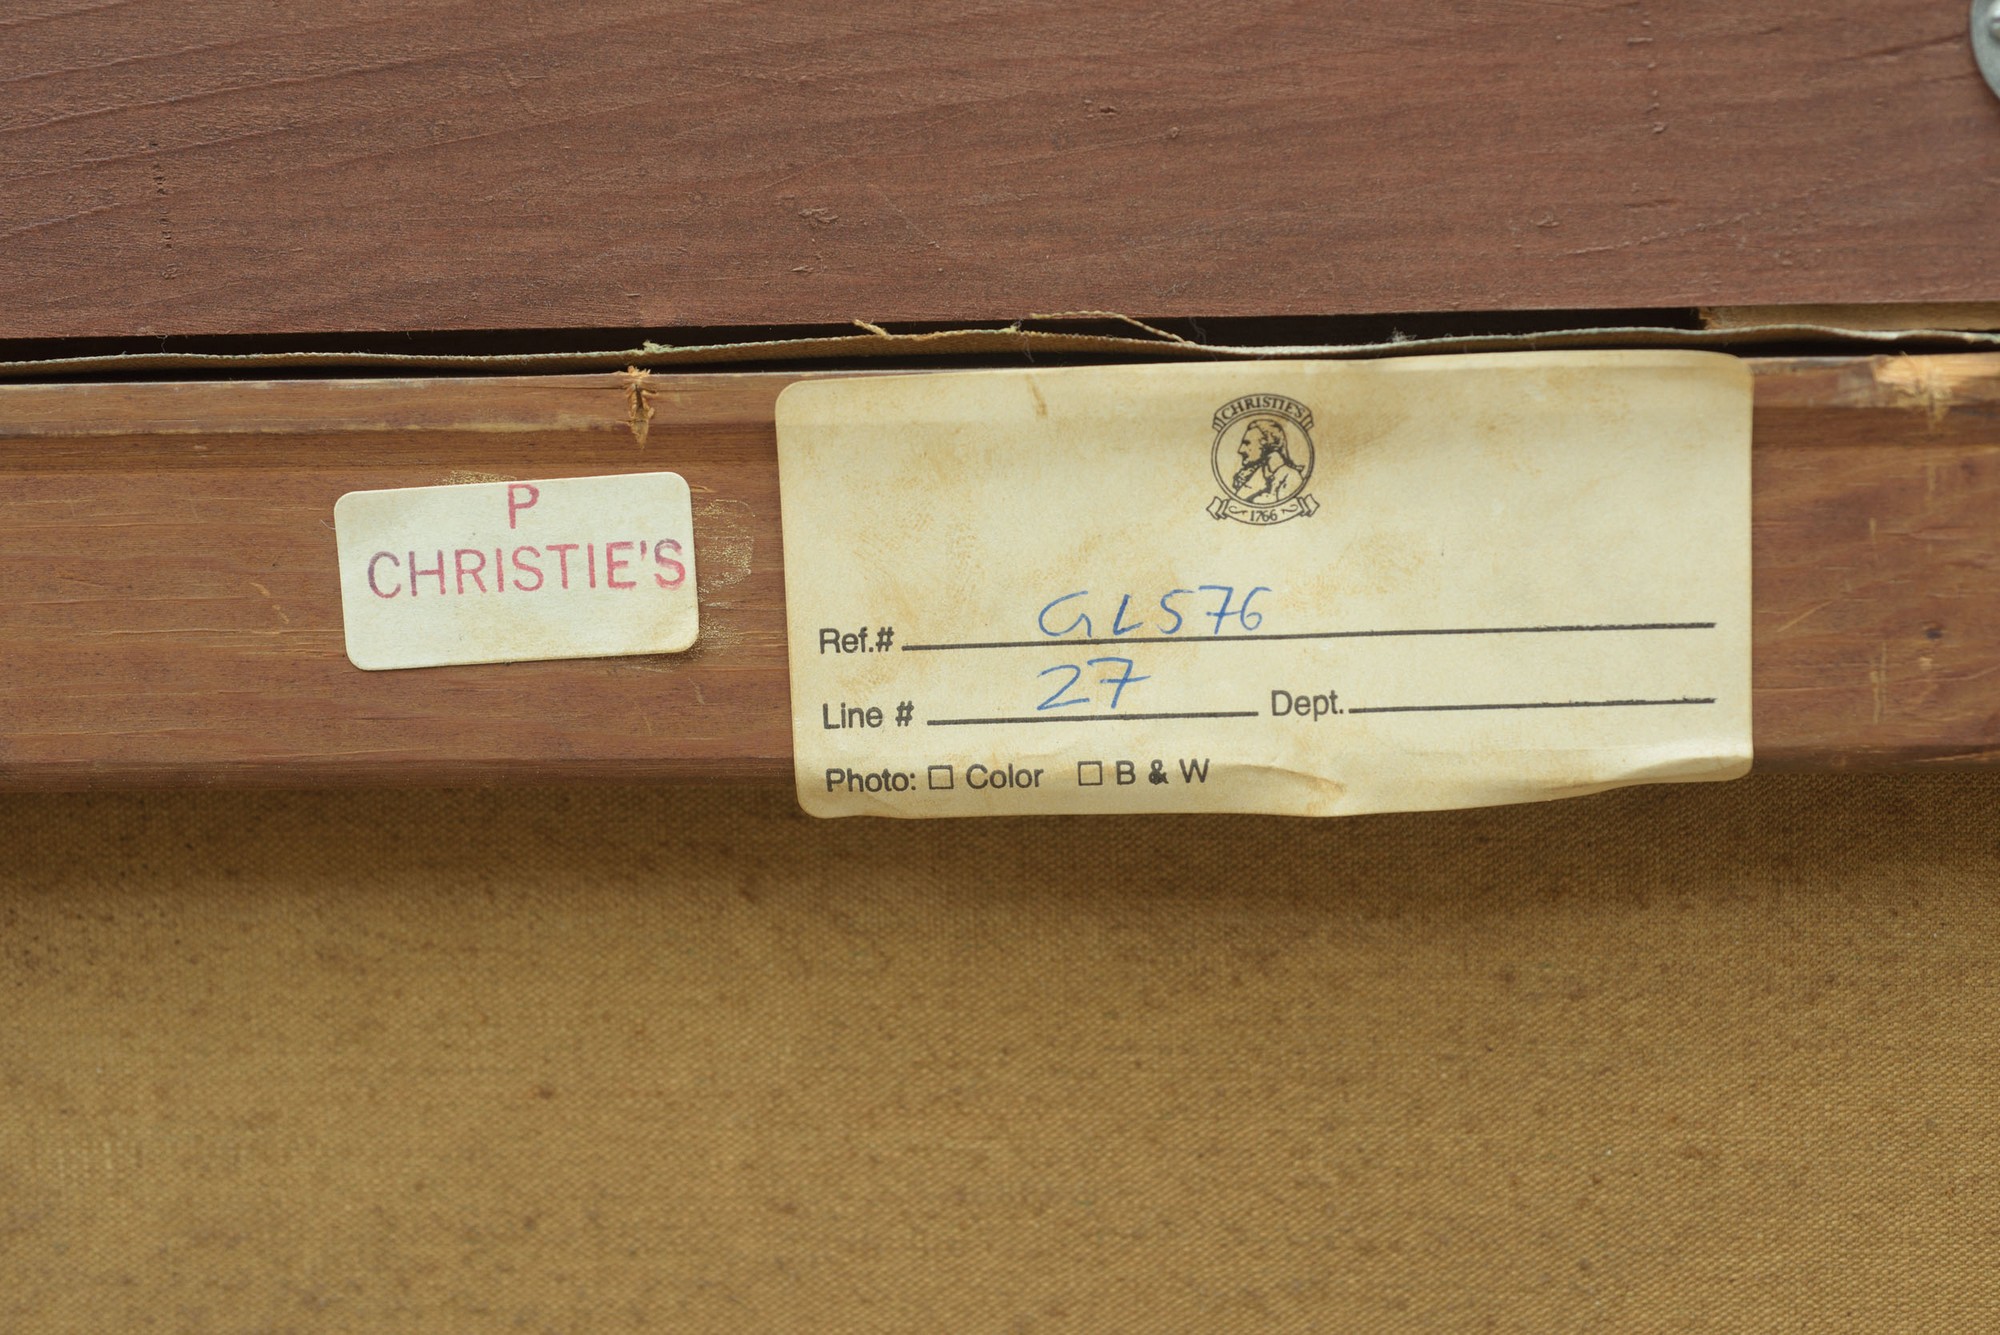 P
CHRISTIE'S
CHRISTIE'S
1766
Ref.# GL576
Line # 27 Dept.
Photo: □ Color □ B & W